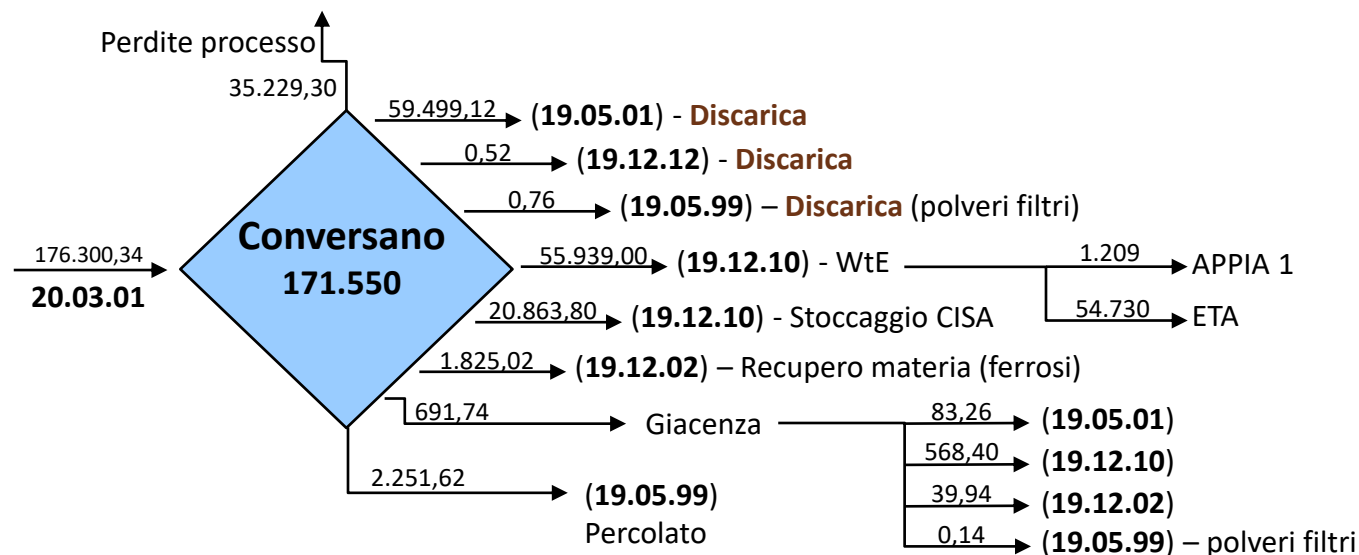 Perdite processo
35.229,30
59.499,12 (19.05.01) - Discarica
0,52 (19.12.12) - Discarica
0,76 (19.05.99) – Discarica (polveri filtri)
Conversano
171.550
176.300,34
20.03.01
55.939,00 (19.12.10) - WtE
1.209 APPIA 1
54.730 ETA
20.863,80 (19.12.10) - Stoccaggio CISA
1.825,02 (19.12.02) – Recupero materia (ferrosi)
691,74 Giacenza
83,26 (19.05.01)
568,40 (19.12.10)
39,94 (19.12.02)
0,14 (19.05.99) – polveri filtri
2.251,62 (19.05.99)
Percolato